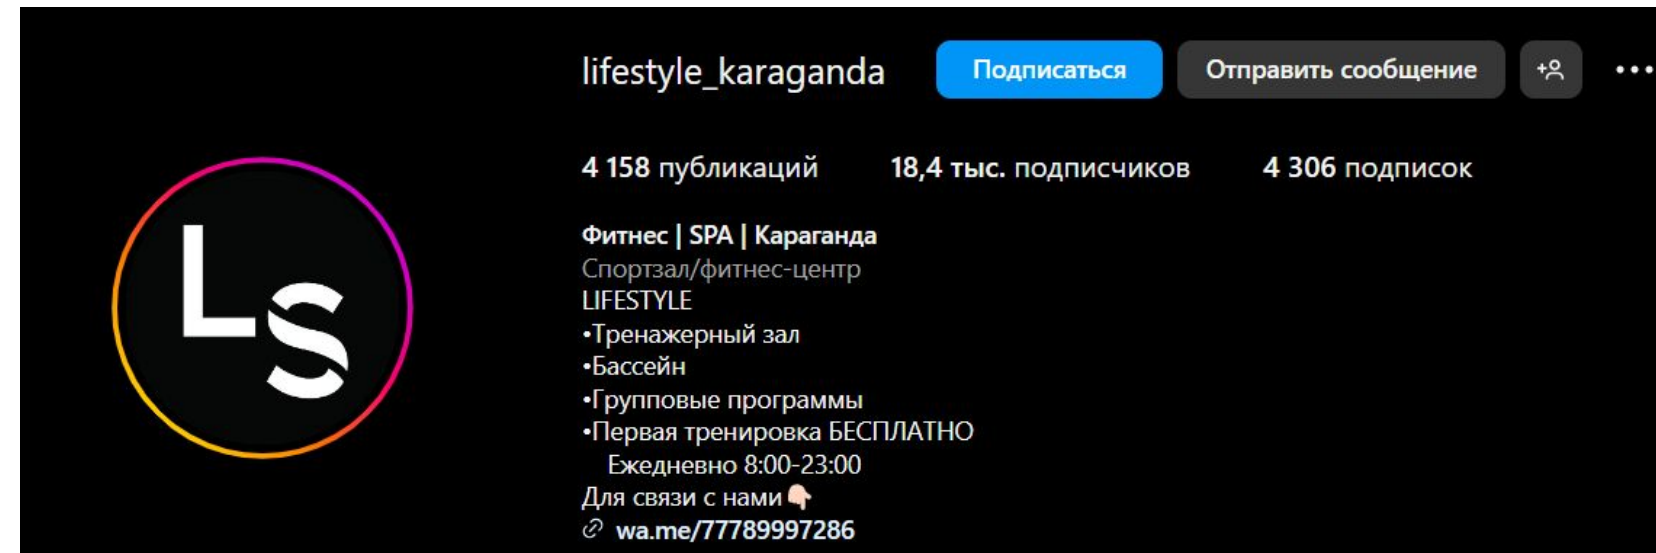 lifestyle_karaganda Подписаться Отправить сообщение
4 158 публикаций 18,4 тыс. подписчиков 4 306 подписок
LS
Фитнес | SPA | Караганда
Спортзал/фитнес-центр
LIFESTYLE
•Тренажерный зал
•Бассейн
•Групповые программы
•Первая тренировка БЕСПЛАТНО
Ежедневно 8:00-23:00
Для связи с нами👇🏻
wa.me/77789997286